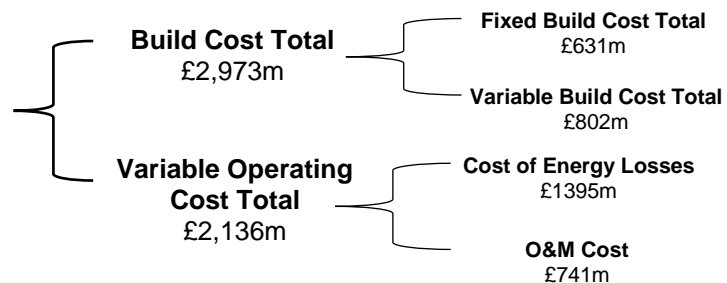 Build Cost Total
£2,973m
Fixed Build Cost Total
£631m
Variable Build Cost Total
£802m
Variable Operating
Cost Total
£2,136m
Cost of Energy Losses
£1395m
O&M Cost
£741m